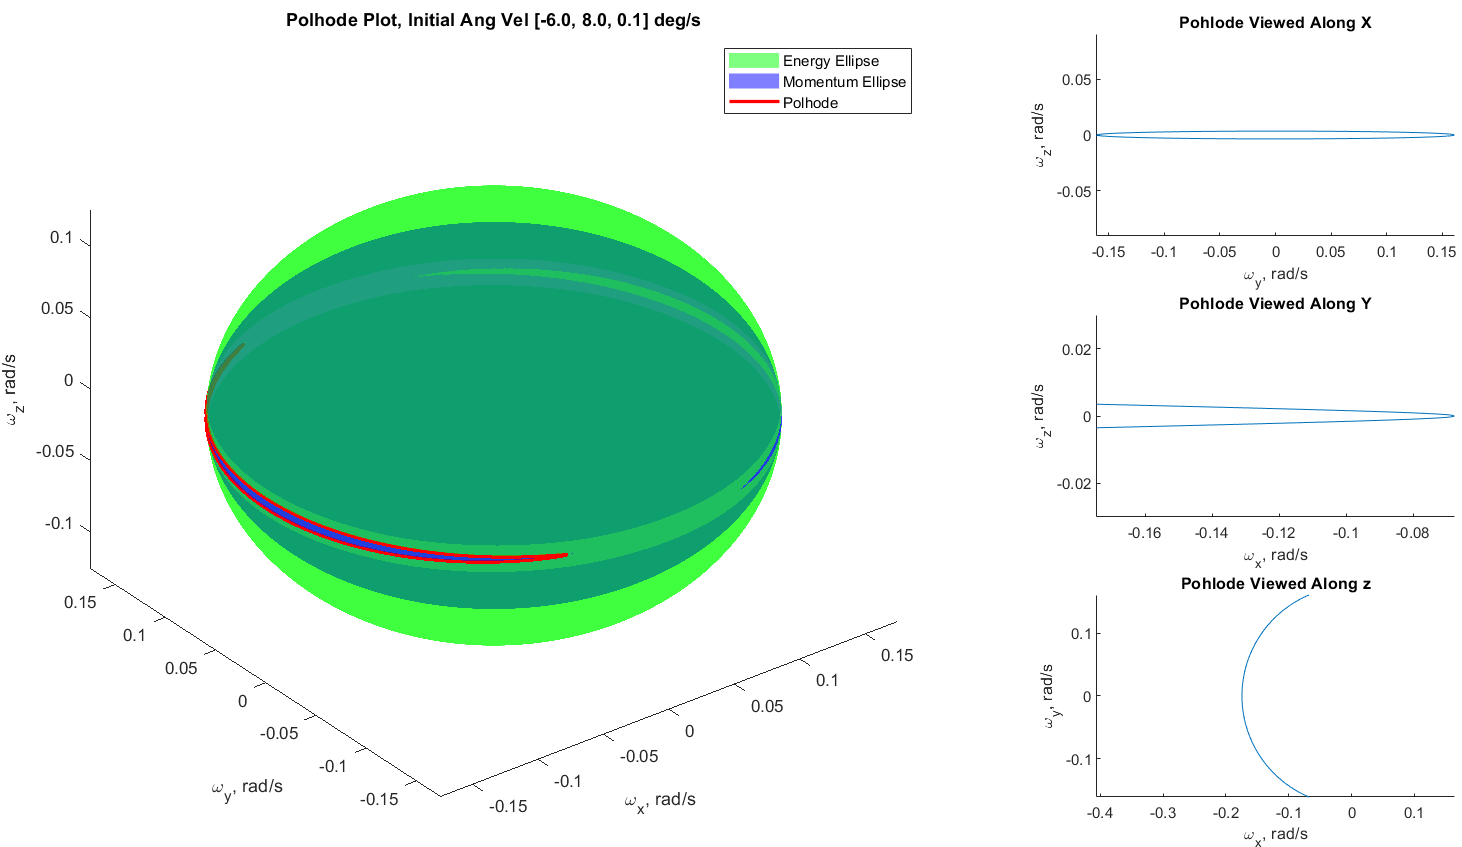 Polhode Plot, Initial Ang Vel [-6.0, 8.0, 0.1] deg/s
Energy Ellipse
Momentum Ellipse
Polhode
0.1
0.05
0
-0.05
-0.1
ω_z, rad/s
0.15
0.1
0.05
0
-0.05
-0.1
-0.15
ω_y, rad/s
-0.15
-0.1
-0.05
0
0.05
0.1
0.15
ω_x, rad/s
Pohlode Viewed Along X
0.05
0
-0.05
ω_z, rad/s
-0.15 -0.1 -0.05 0 0.05 0.1 0.15
ω_y, rad/s
Pohlode Viewed Along Y
0.02
0
-0.02
ω_z, rad/s
-0.16 -0.14 -0.12 -0.1 -0.08
ω_x, rad/s
Pohlode Viewed Along z
0.1
0
-0.1
ω_y, rad/s
-0.4 -0.3 -0.2 -0.1 0 0.1
ω_x, rad/s